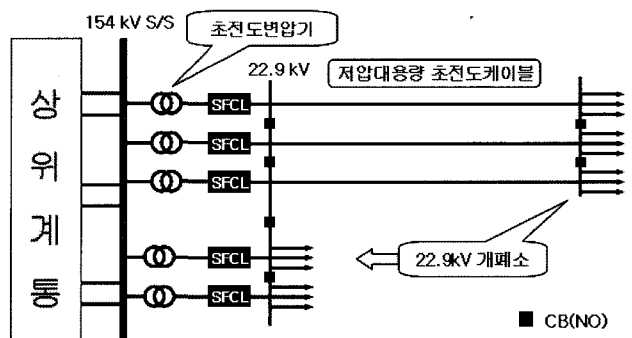 154 kV S/S
초전도변압기
22.9 kV
저압대용량 초전도케이블
상위계통
SFCL
SFCL
SFCL
SFCL
SFCL
22.9kV 개폐소
CB(NO)